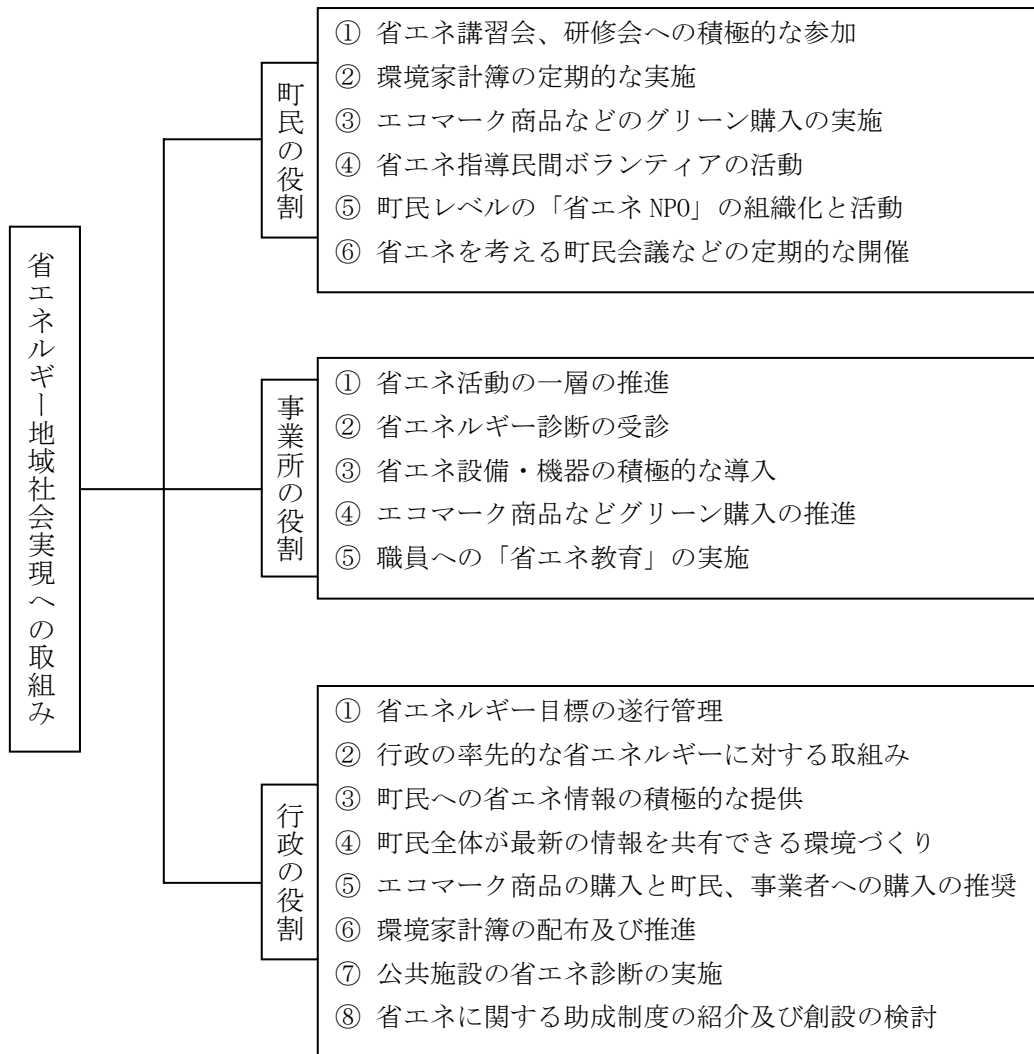 省エネルギー地域社会実現への取組み
町民の役割
① 省エネ講習会、研修会への積極的な参加
② 環境家計簿の定期的な実施
③ エコマーク商品などのグリーン購入の実施
④ 省エネ指導民間ボランティアの活動
⑤ 町民レベルの「省エネ NPO」の組織化と活動
⑥ 省エネを考える町民会議などの定期的な開催
事業所の役割
① 省エネ活動の一層の推進
② 省エネルギー診断の受診
③ 省エネ設備・機器の積極的な導入
④ エコマーク商品などグリーン購入の推進
⑤ 職員への「省エネ教育」の実施
行政の役割
① 省エネルギー目標の遂行管理
② 行政の率先的な省エネルギーに対する取組み
③ 町民への省エネ情報の積極的な提供
④ 町民全体が最新の情報を共有できる環境づくり
⑤ エコマーク商品の購入と町民、事業者への購入の推奨
⑥ 環境家計簿の配布及び推進
⑦ 公共施設の省エネ診断の実施
⑧ 省エネに関する助成制度の紹介及び創設の検討